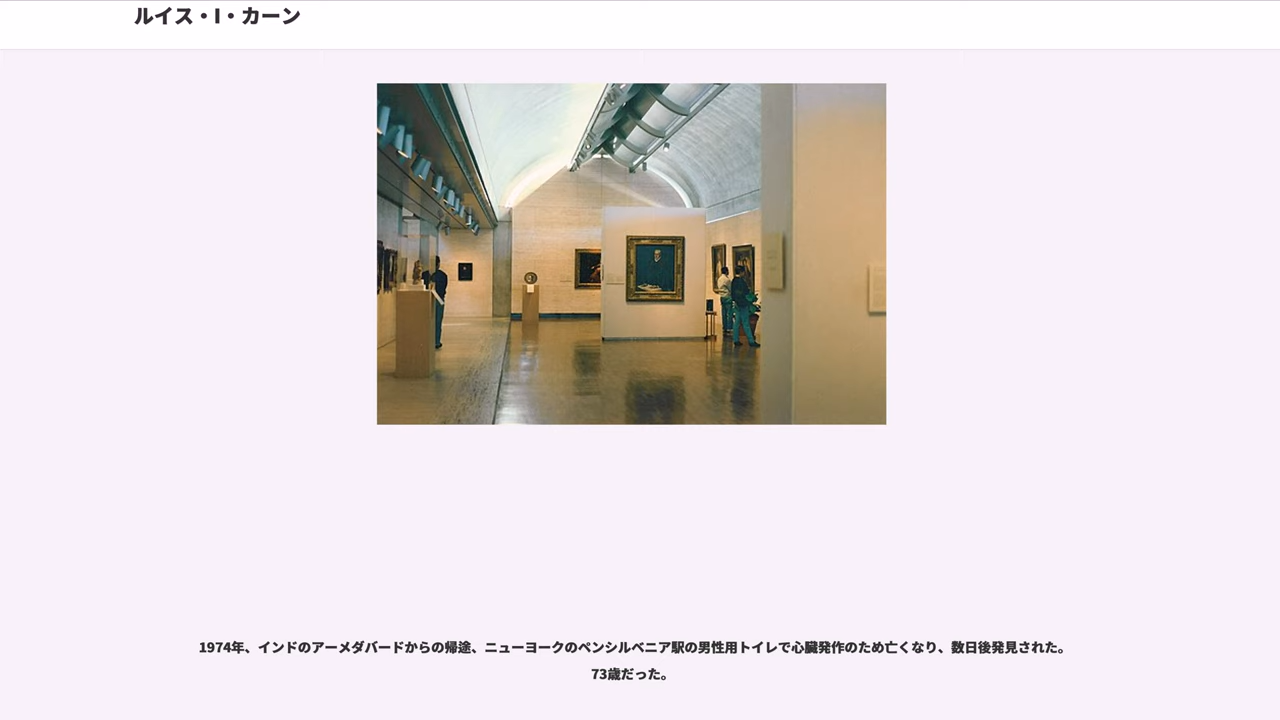 ルイス・I・カーン
1974年、インドのアーメダバードからの帰途、ニューヨークのペンシルベニア駅の男性用トイレで心臓発作のため亡くなり、数日後発見された。
73歳だった。